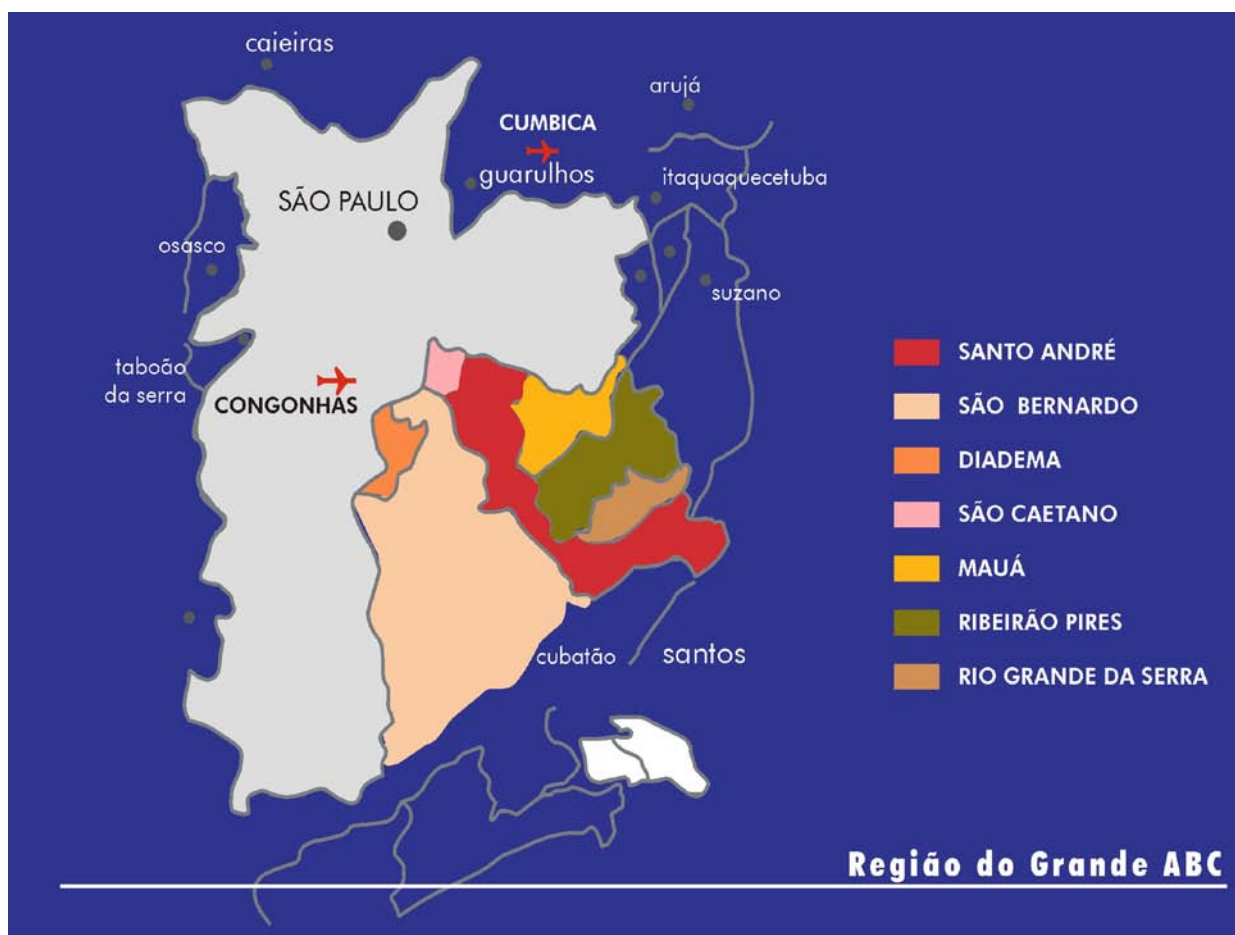 caieiras
arujá
CUMBICA
guarulhos
itaquaquecetuba
SÃO PAULO
osasco
suzano
taboão
da serra
CONGONHAS
cubatão
santos
SANTO ANDRÉ
SÃO BERNARDO
DIADEMA
SÃO CAETANO
MAUÁ
RIBEIRÃO PIRES
RIO GRANDE DA SERRA
Região do Grande ABC